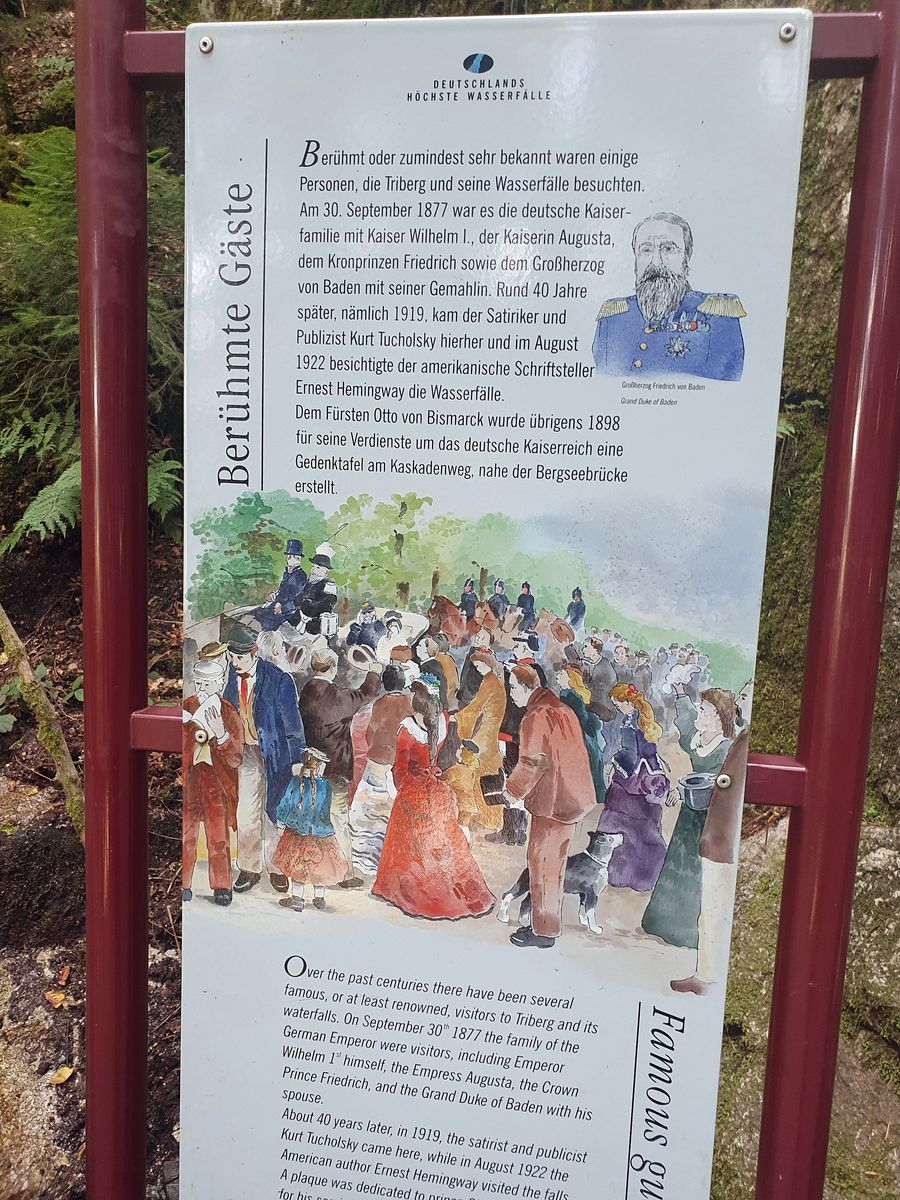 DEUTSCHLANDS
HÖCHSTE WASSERFÄLLE
Berühmte Gäste
Berühmt oder zumindest sehr bekannt waren einige
Personen, die Triberg und seine Wasserfälle besuchten.
Am 30. September 1877 war es die deutsche Kaiser-
familie mit Kaiser Wilhelm I., der Kaiserin Augusta,
dem Kronprinzen Friedrich sowie dem Großherzog
von Baden mit seiner Gemahlin. Rund 40 Jahre
später, nämlich 1919, kam der Satiriker und
Publizist Kurt Tucholsky hierher und im August
1922 besichtigte der amerikanische Schriftsteller
Ernest Hemingway die Wasserfälle.
Dem Fürsten Otto von Bismarck wurde übrigens 1898
für seine Verdienste um das deutsche Kaiserreich eine
Gedenktafel am Kaskadenweg, nahe der Bergseebrücke
erstellt.
Großherzog Friedrich von Baden
Grand Duke of Baden
Over the past centuries there have been several
famous, or at least renowned, visitors to Triberg and its
waterfalls. On September 30th 1877 the family of the
German Emperor were visitors, including Emperor
Wilhelm 1st himself, the Empress Augusta, the Crown
Prince Friedrich, and the Grand Duke of Baden with his
spouse.
About 40 years later, in 1919, the satirist and publicist
Kurt Tucholsky came here, while in August 1922 the
American author Ernest Hemingway visited the falls.
A plaque was dedicated to prince
for his
Famous gu